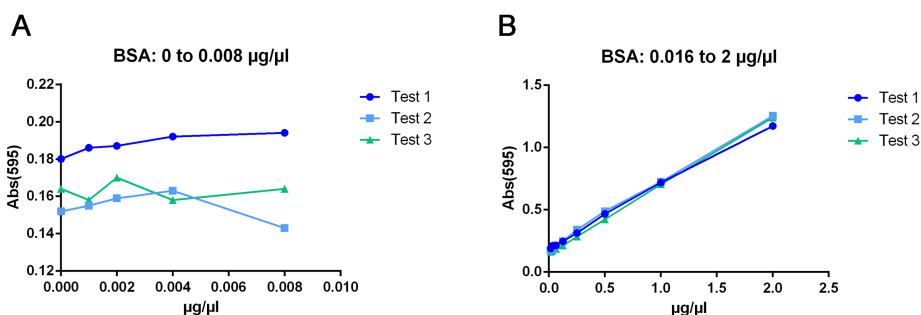 A
BSA: 0 to 0.008 µg/µl
Abs(595)
0.22
0.20
0.18
0.16
0.14
0.12
0.000
0.002
0.004
0.006
0.008
0.010
µg/µl
Test 1
Test 2
Test 3
B
BSA: 0.016 to 2 µg/µl
Abs(595)
1.5
1.0
0.5
0.0
0.0
0.5
1.0
1.5
2.0
2.5
µg/µl
Test 1
Test 2
Test 3